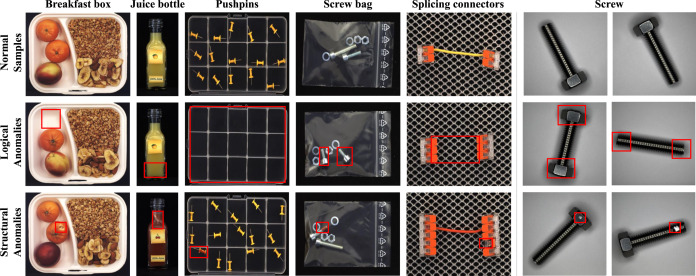 Breakfast box Juice bottle Pushpins Screw bag Splicing connectors Screw
Normal
Samples
Logical
Anomalies
Structural
Anomalies